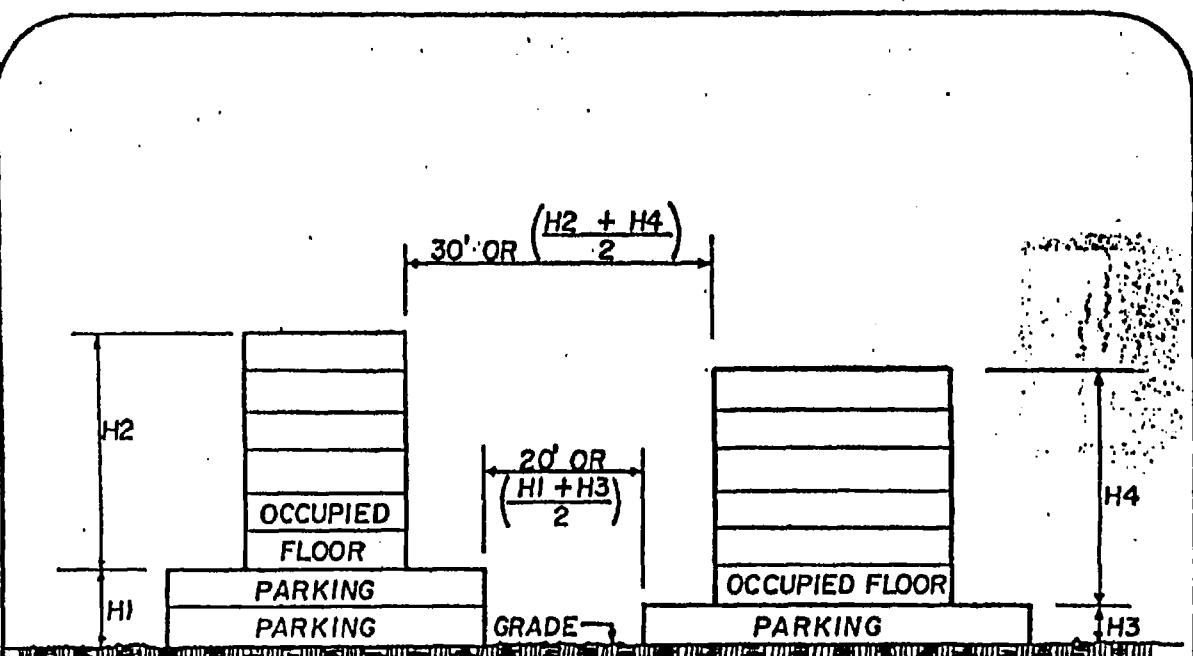 30' OR (H2 + H4
2)
H2
20' OR
(H1 + H3
2)
H4
OCCUPIED
FLOOR
PARKING
OCCUPIED FLOOR
H1
PARKING
GRADE
PARKING
H3